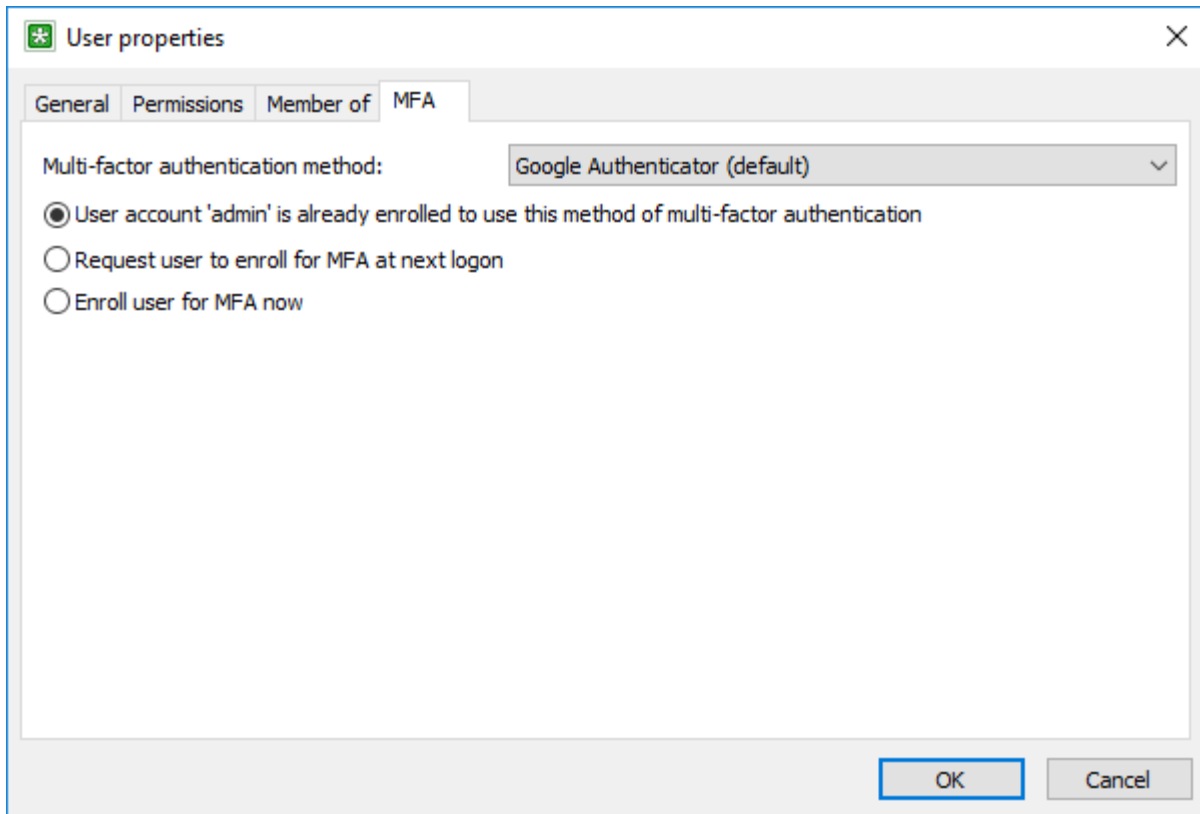 User properties
General Permissions Member of MFA
Multi-factor authentication method: Google Authenticator (default)
User account 'admin' is already enrolled to use this method of multi-factor authentication
Request user to enroll for MFA at next logon
Enroll user for MFA now
OK Cancel